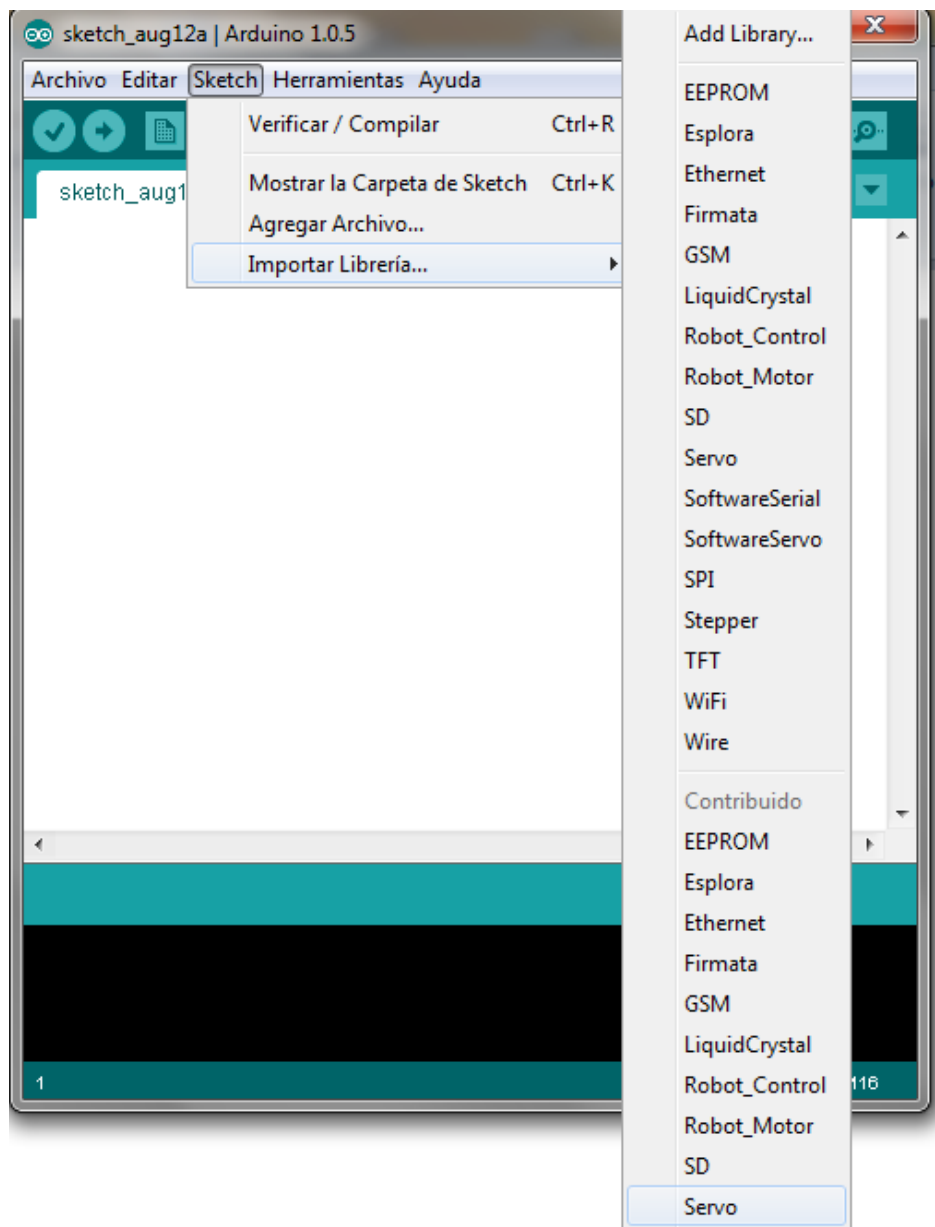 sketch_aug12a | Arduino 1.0.5
Archivo Editar Sketch Herramientas Ayuda
Verificar / Compilar Ctrl+R
Mostrar la Carpeta de Sketch Ctrl+K
Agregar Archivo...
Importar Librería...
sketch_aug1
Add Library...
EEPROM
Esplora
Ethernet
Firmata
GSM
LiquidCrystal
Robot_Control
Robot_Motor
SD
Servo
SoftwareSerial
SoftwareServo
SPI
Stepper
TFT
WiFi
Wire
Contribuido
EEPROM
Esplora
Ethernet
Firmata
GSM
LiquidCrystal
Robot_Control
Robot_Motor
SD
Servo
1
116